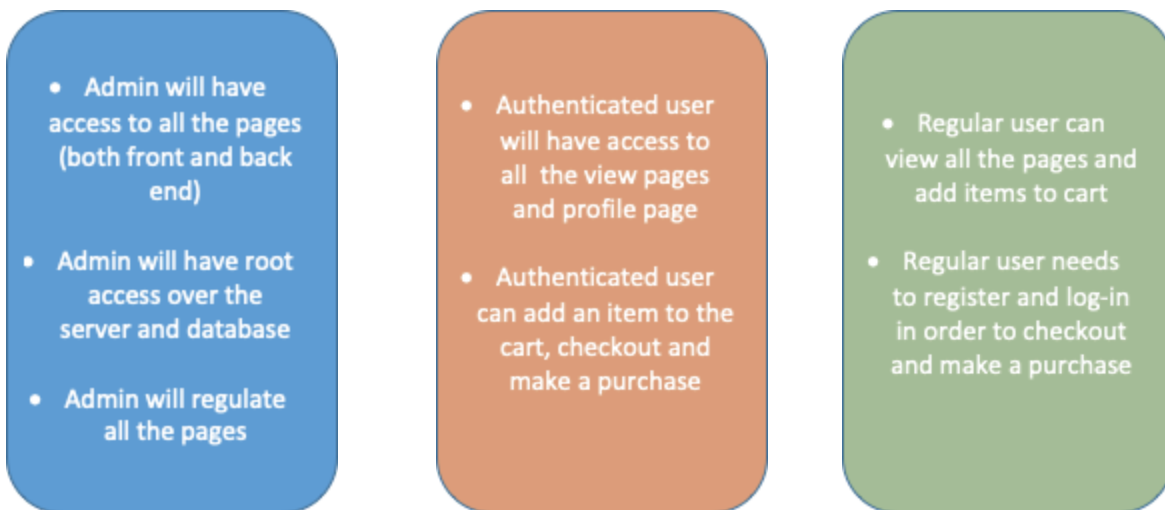 • Admin will have
access to all the pages
(both front and back
end)
• Admin will have root
access over the
server and database
• Admin will regulate
all the pages
• Authenticated user
will have access to
all the view pages
and profile page
• Authenticated user
can add an item to the
cart, checkout and
make a purchase
• Regular user can
view all the pages and
add items to cart
• Regular user needs
to register and log-in
in order to checkout
and make a purchase